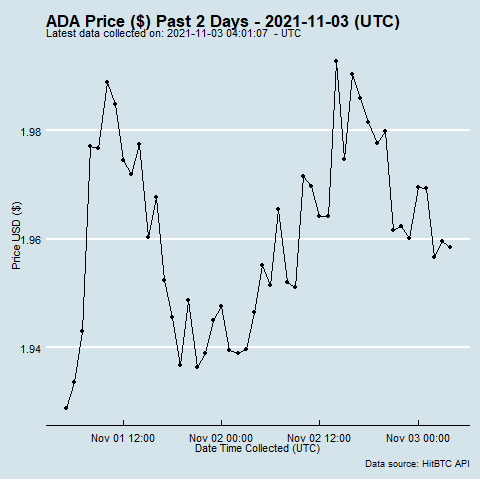 ADA Price ($) Past 2 Days - 2021-11-03 (UTC)
Latest data collected on: 2021-11-03 04:01:07 - UTC
1.98
1.96
1.94
Price USD ($)
Nov 01 12:00 Nov 02 00:00 Nov 02 12:00 Nov 03 00:00
Date Time Collected (UTC)
Data source: HitBTC API